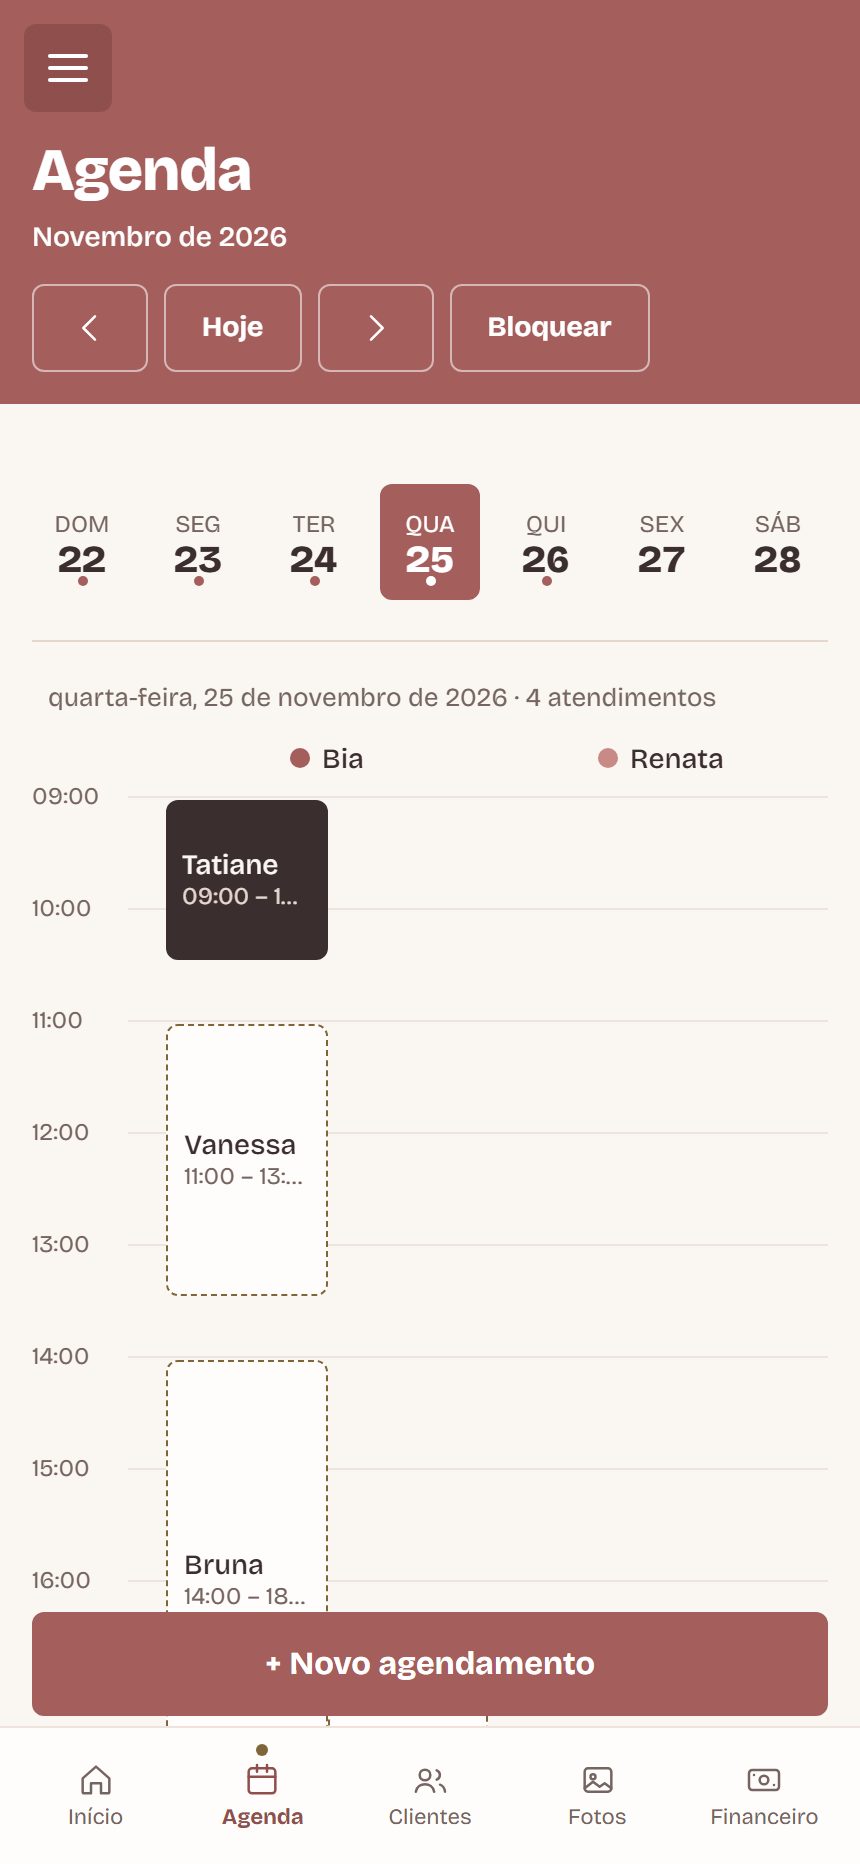 Agenda
Novembro de 2026
Hoje
Bloquear
DOM SEG TER QUA QUI SEX SÁB
22 23 24 25 26 27 28
quarta-feira, 25 de novembro de 2026 · 4 atendimentos
Bia Renata
09:00
Tatiane
09:00 – 1...
10:00
11:00
12:00
Vanessa
11:00 – 13:...
13:00
14:00
15:00
Bruna
16:00
14:00 – 18...
+ Novo agendamento
Início Agenda Clientes Fotos Financeiro